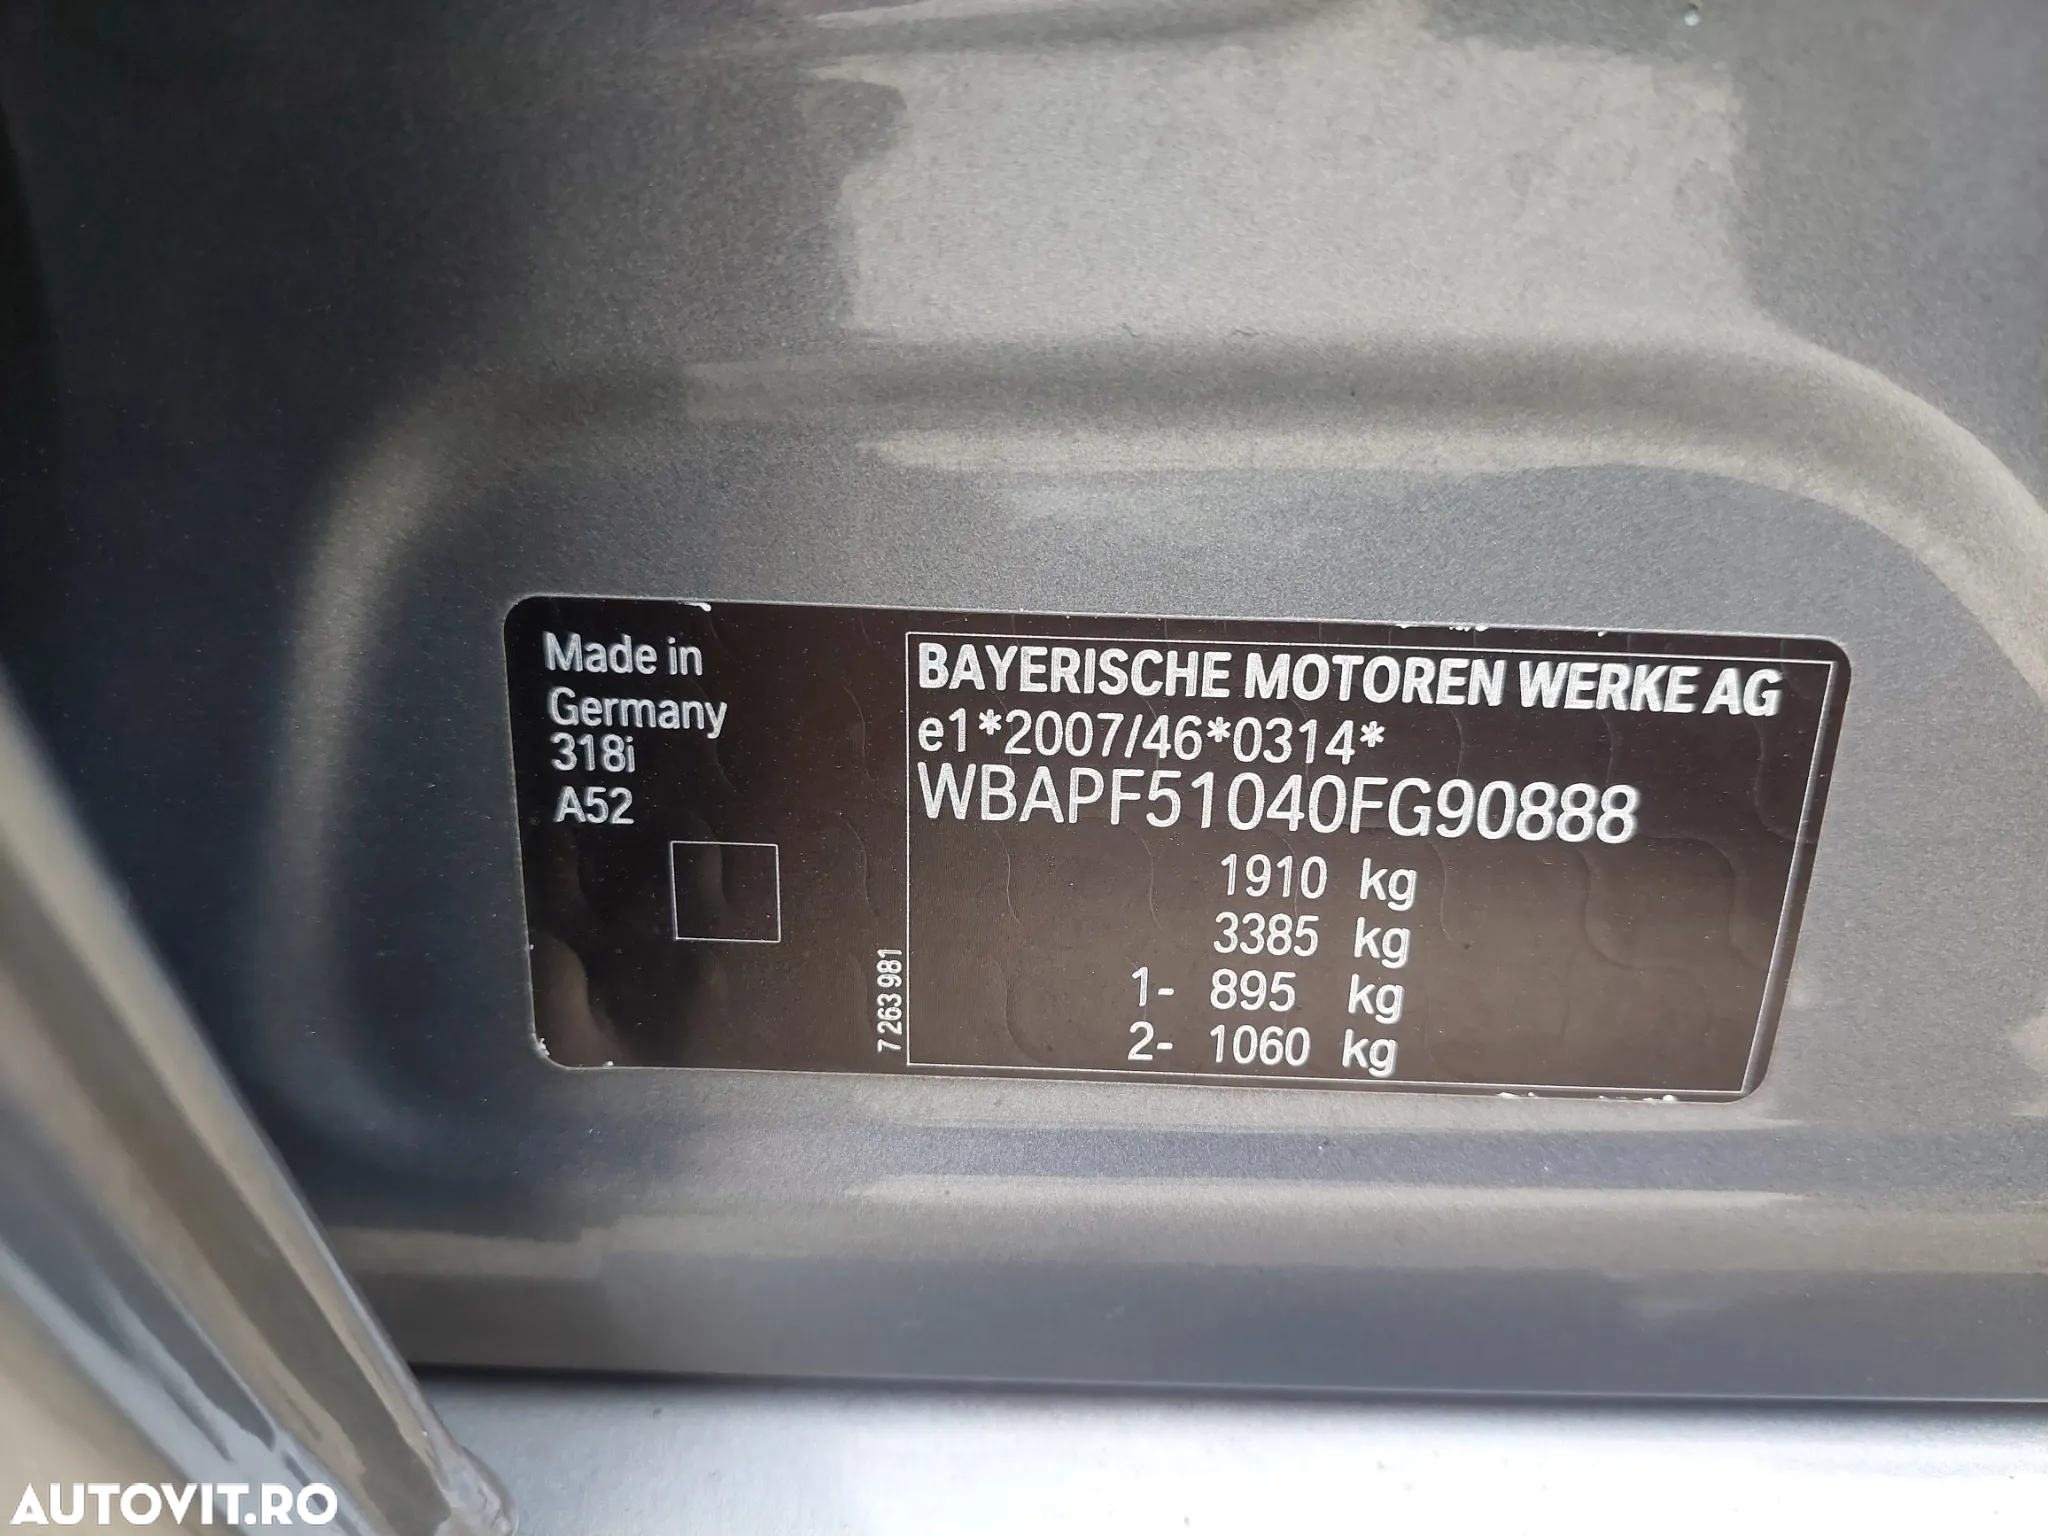 Made in
Germany
318i
A52
7 263 981
BAYERISCHE MOTOREN WERKE AG
e1*2007/46*0314*
WBAPF51040FG90888
1910 kg
3385 kg
1- 895 kg
2- 1060 kg
AUTOVIT.RO